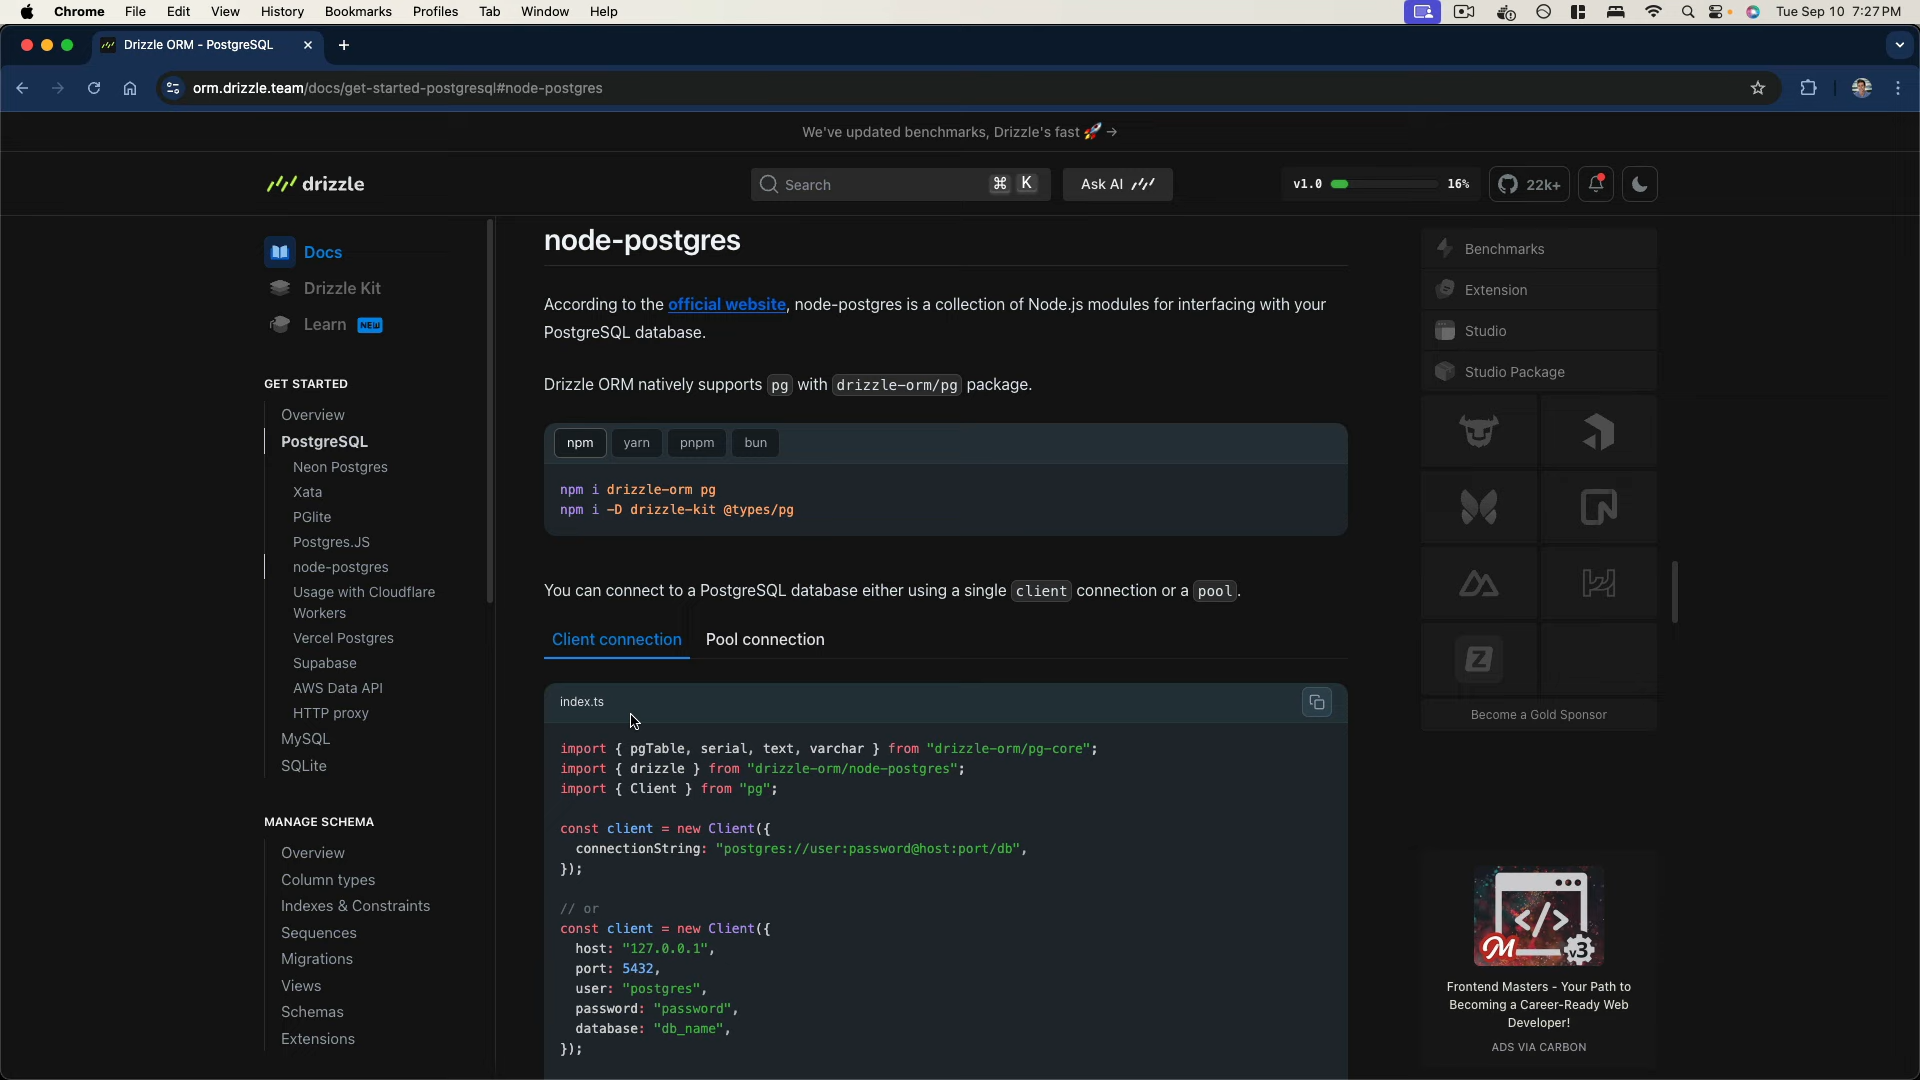 Chrome File Edit View History Bookmarks Profiles Tab Window Help Tue Sep 10 7:27 PM
Drizzle ORM - PostgreSQL
orm.drizzle.team/docs/get-started-postgresql#node-postgres
We've updated benchmarks, Drizzle's fast 🚀 →
drizzle
Search ⌘ K
Ask AI
v1.0 16%
22k+
Docs
Drizzle Kit
Learn NEW
GET STARTED
Overview
PostgreSQL
Neon Postgres
Xata
PGlite
Postgres.JS
node-postgres
Usage with Cloudflare
Workers
Vercel Postgres
Supabase
AWS Data API
HTTP proxy
MySQL
SQLite
MANAGE SCHEMA
Overview
Column types
Indexes & Constraints
Sequences
Migrations
Views
Schemas
Extensions
node-postgres
According to the official website, node-postgres is a collection of Node.js modules for interfacing with your
PostgreSQL database.
Drizzle ORM natively supports pg with drizzle-orm/pg package.
npm yarn pnpm bun
npm i drizzle-orm pg
npm i -D drizzle-kit @types/pg
You can connect to a PostgreSQL database either using a single client connection or a pool.
Client connection Pool connection
index.ts
import { pgTable, serial, text, varchar } from "drizzle-orm/pg-core";
import { drizzle } from "drizzle-orm/node-postgres";
import { Client } from "pg";
const client = new Client({
connectionString: "postgres://user:password@host:port/db",
});
// or
const client = new Client({
host: "127.0.0.1",
port: 5432,
user: "postgres",
password: "password",
database: "db_name",
});
Benchmarks
Extension
Studio
Studio Package
Become a Gold Sponsor
M v3
Frontend Masters - Your Path to
Becoming a Career-Ready Web
Developer!
ADS VIA CARBON